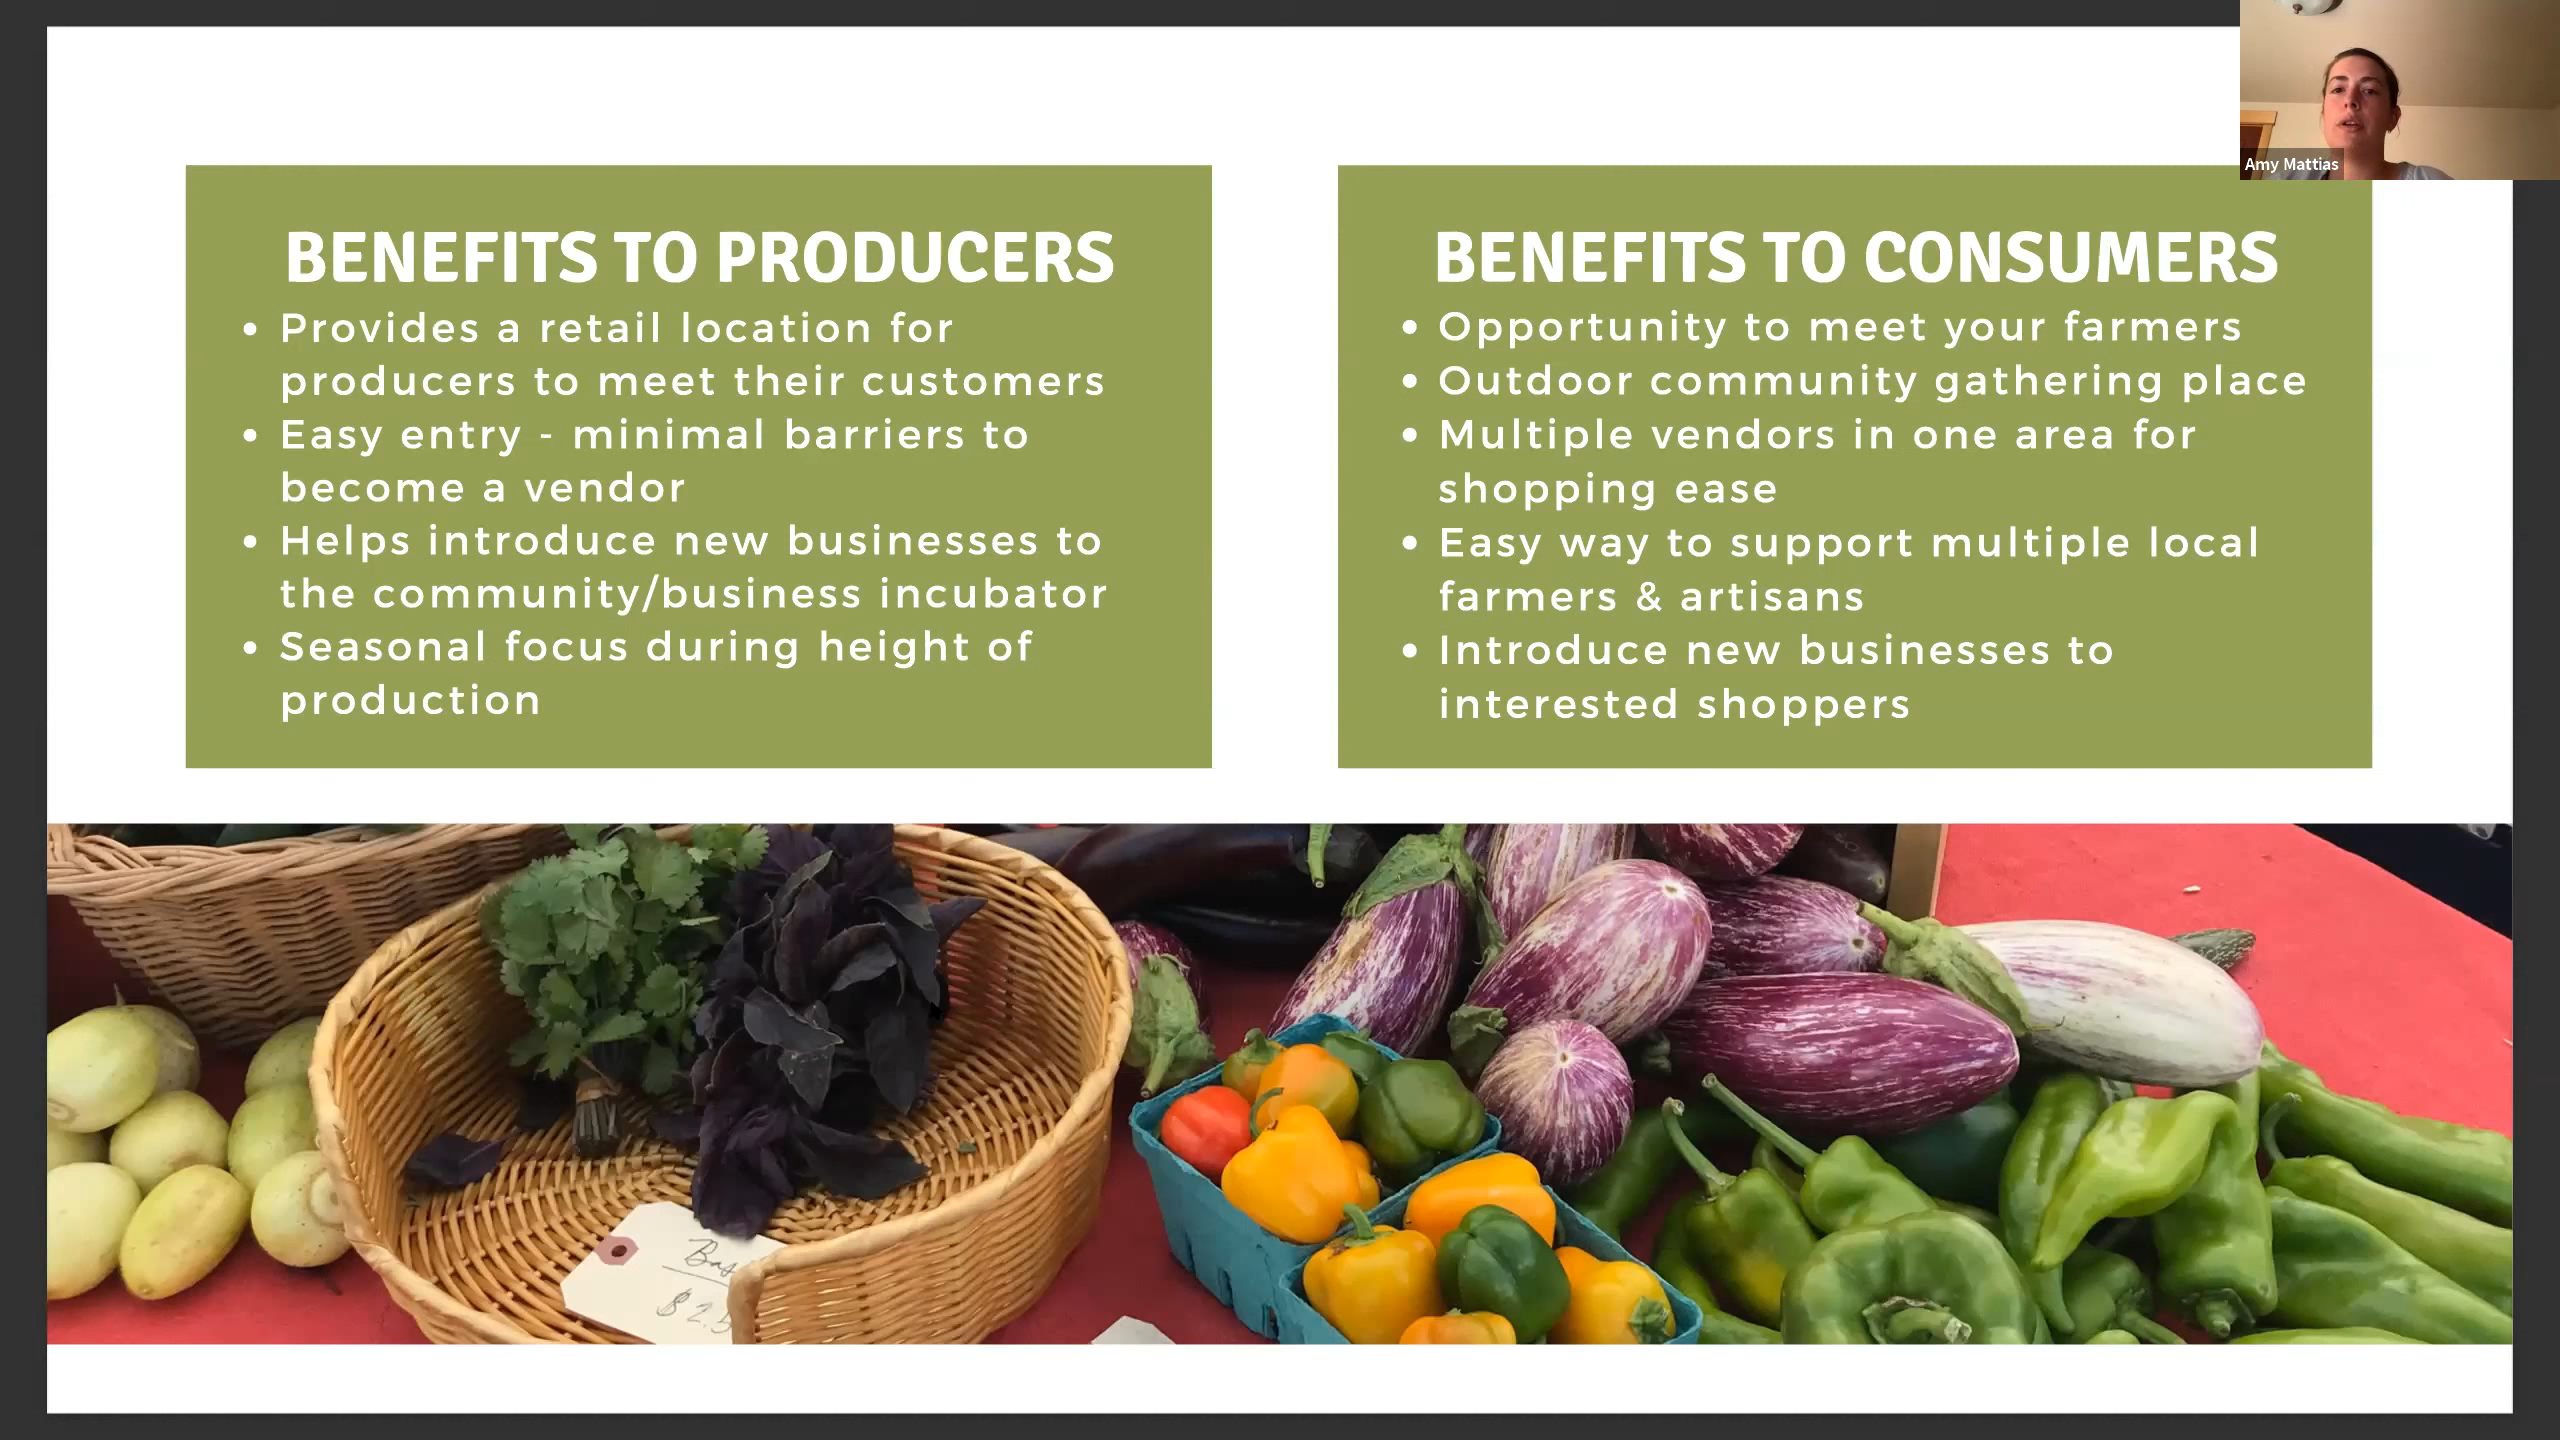 Amy Mattias
BENEFITS TO PRODUCERS
• Provides a retail location for
producers to meet their customers
• Easy entry - minimal barriers to
become a vendor
• Helps introduce new businesses to
the community/business incubator
• Seasonal focus during height of
production
BENEFITS TO CONSUMERS
• Opportunity to meet your farmers
• Outdoor community gathering place
• Multiple vendors in one area for
shopping ease
• Easy way to support multiple local
farmers & artisans
• Introduce new businesses to
interested shoppers